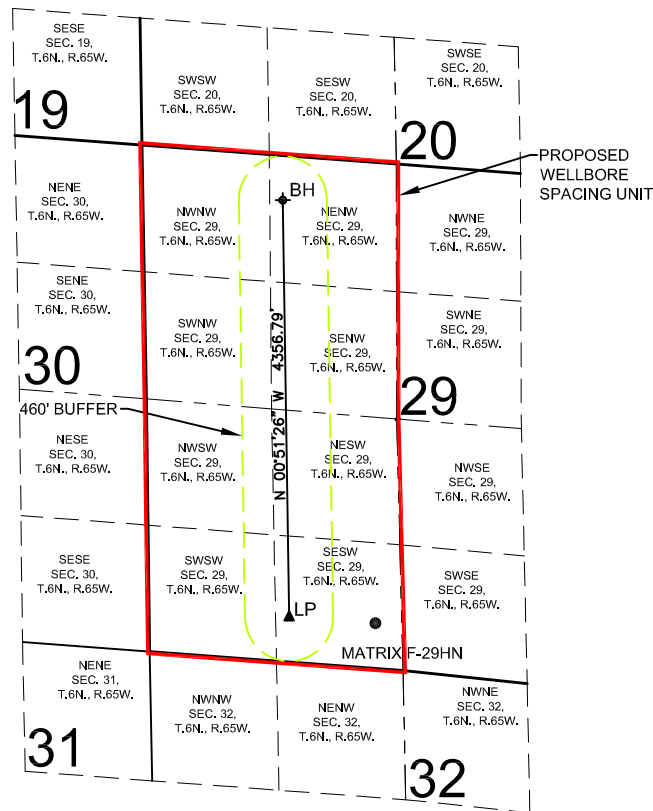 SESE
SEC. 19,
T.6N., R.65W.
SWSW
SEC. 20,
T.6N., R.65W.
SESW
SEC. 20,
T.6N., R.65W.
SWSE
SEC. 20,
T.6N., R.65W.
19
20
PROPOSED
WELLBORE
SPACING UNIT
NENE
SEC. 30,
T.6N., R.65W.
NWNW
SEC. 29,
T.6N., R.65W.
BH
NENW
SEC. 29,
T.6N., R.65W.
NWNE
SEC. 29,
T.6N., R.65W.
SENE
SEC. 30,
T.6N., R.65W.
SWNW
SEC. 29,
T.6N., R.65W.
N 00°51'26" W 4356.79'
SENW
SEC. 29,
T.6N., R.65W.
SWNE
SEC. 29,
T.6N., R.65W.
30
29
460' BUFFER
NESE
SEC. 30,
T.6N., R.65W.
NWSW
SEC. 29,
T.6N., R.65W.
NESW
SEC. 29,
T.6N., R.65W.
NWSE
SEC. 29,
T.6N., R.65W.
SESE
SEC. 30,
T.6N., R.65W.
SWSW
SEC. 29,
T.6N., R.65W.
SESW
SEC. 29,
T.6N., R.65W.
SWSE
SEC. 29,
T.6N., R.65W.
LP
MATRIX F-29HN
NENE
SEC. 31,
T.6N., R.65W.
NWNW
SEC. 32,
T.6N., R.65W.
NENW
SEC. 32,
T.6N., R.65W.
NWNE
SEC. 32,
T.6N., R.65W.
31
32